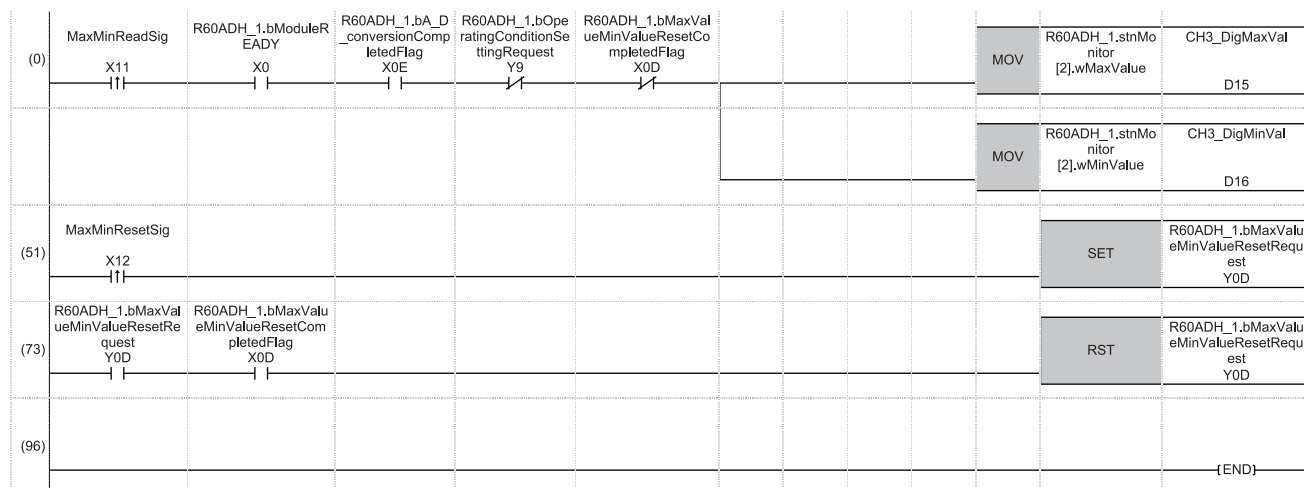 (0)
MaxMinReadSig
X11
R60ADH_1.bModuleR
EADY
X0
R60ADH_1.bA_D
_conversionComp
letedFlag
X0E
R60ADH_1.bOpe
ratingConditionSe
ttingRequest
Y9
R60ADH_1.bMaxVal
ueMinValueResetCo
mpletedFlag
X0D
MOV
R60ADH_1.stnMo
nitor
[2].wMaxValue
CH3_DigMaxVal
D15
MOV
R60ADH_1.stnMo
nitor
[2].wMinValue
CH3_DigMinVal
D16
(51)
MaxMinResetSig
X12
SET
R60ADH_1.bMaxValu
eMinValueResetRequ
est
Y0D
(73)
R60ADH_1.bMaxVal
ueMinValueResetRe
quest
Y0D
R60ADH_1.bMaxValu
eMinValueResetCom
pletedFlag
X0D
RST
R60ADH_1.bMaxValu
eMinValueResetRequ
est
Y0D
(96)
[END]